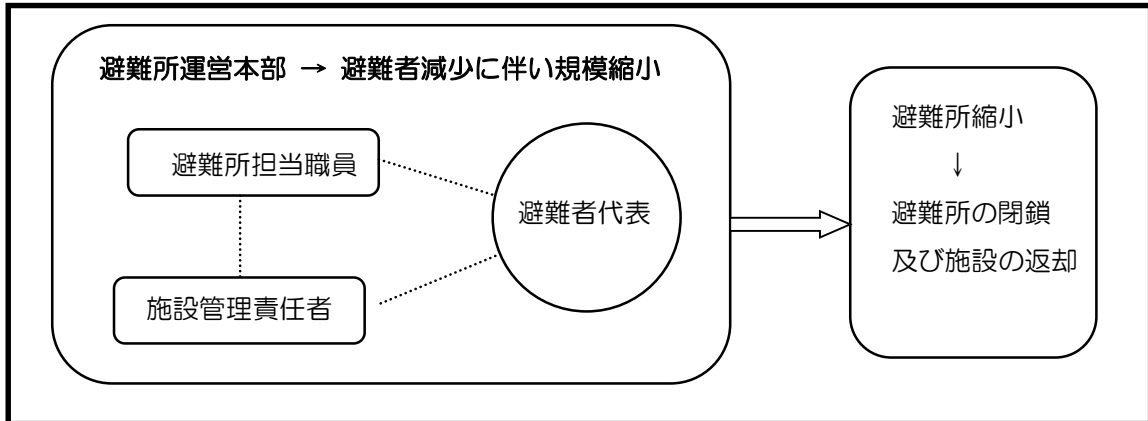 避難所運営本部 → 避難者減少に伴い規模縮小
避難所担当職員
避難者代表
施設管理責任者
避難所縮小
↓
避難所の閉鎖
及び施設の返却